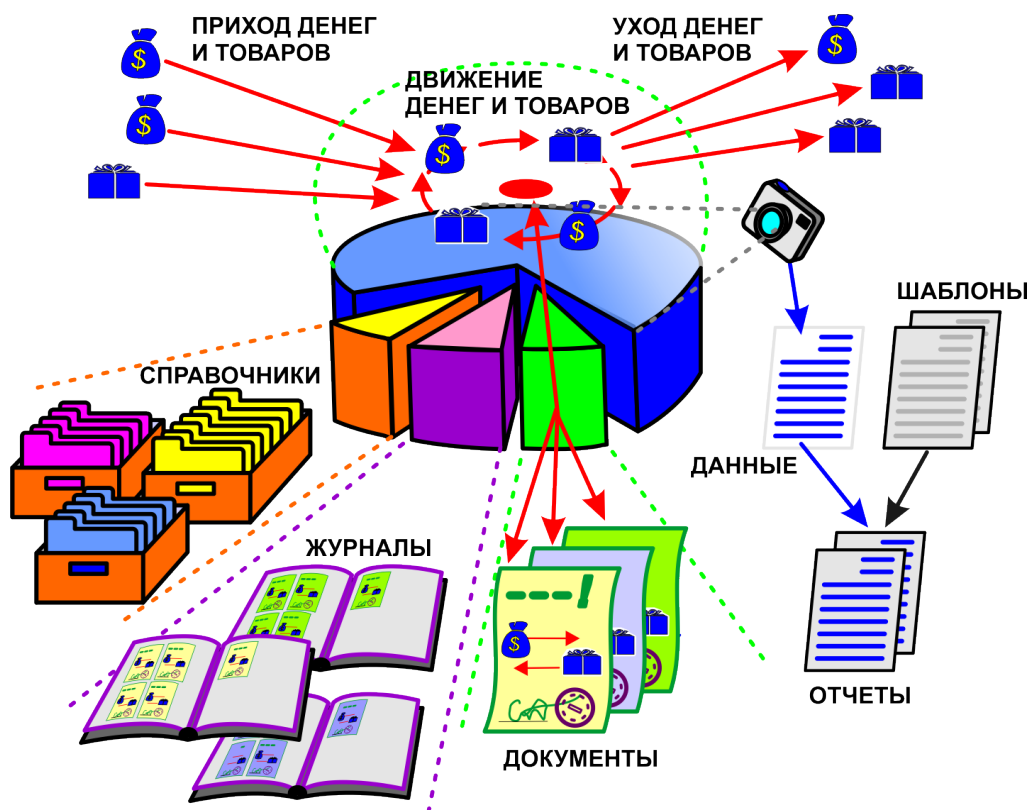 ПРИХОД ДЕНЕГ
И ТОВАРОВ
УХОД ДЕНЕГ
И ТОВАРОВ
ДВИЖЕНИЕ
ДЕНЕГ И ТОВАРОВ
$
$
$
$
$
ШАБЛОНЫ
СПРАВОЧНИКИ
ДАННЫЕ
ЖУРНАЛЫ
$
ОТЧЕТЫ
ДОКУМЕНТЫ